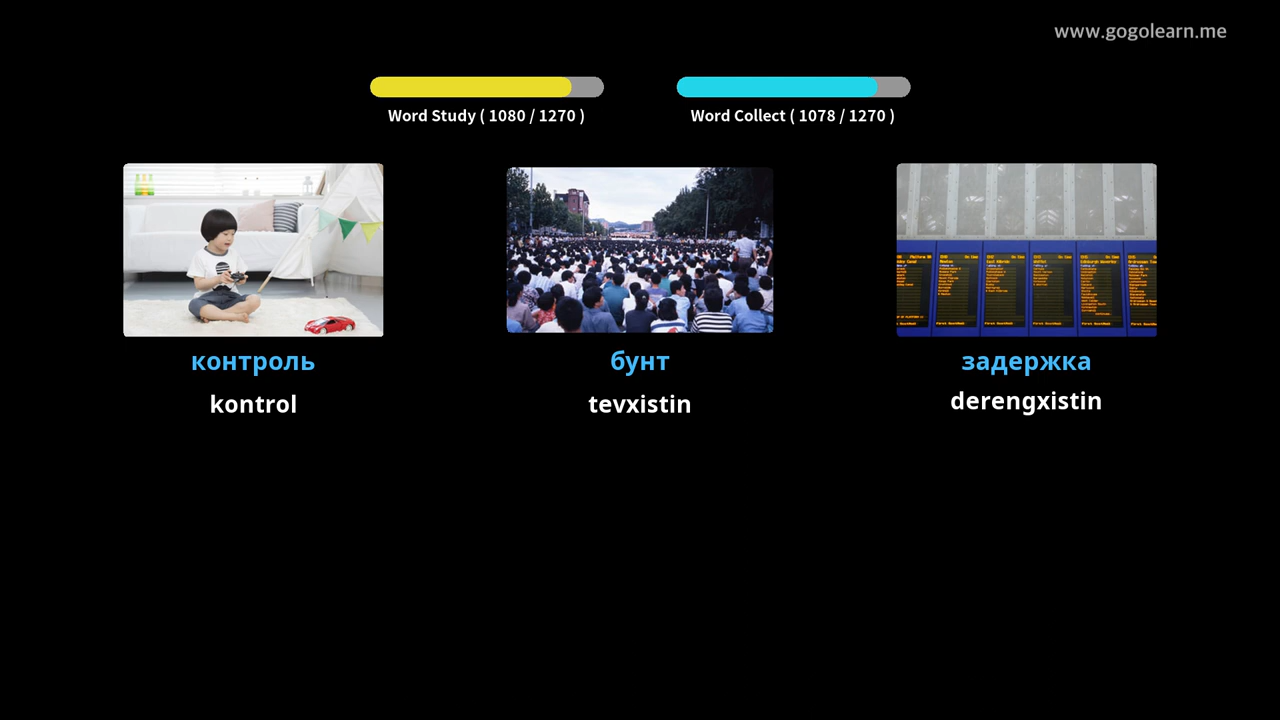 www.gogolearn.me
Word Study ( 1080 / 1270 )
Word Collect ( 1078 / 1270 )
контроль
бунт
задержка
kontrol
tevxistin
derengxistin